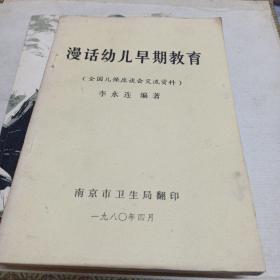 漫话幼儿早期教育
（全国儿保座谈会交流资料）
李永连 编著
南京市卫生局翻印
一九八〇年四月